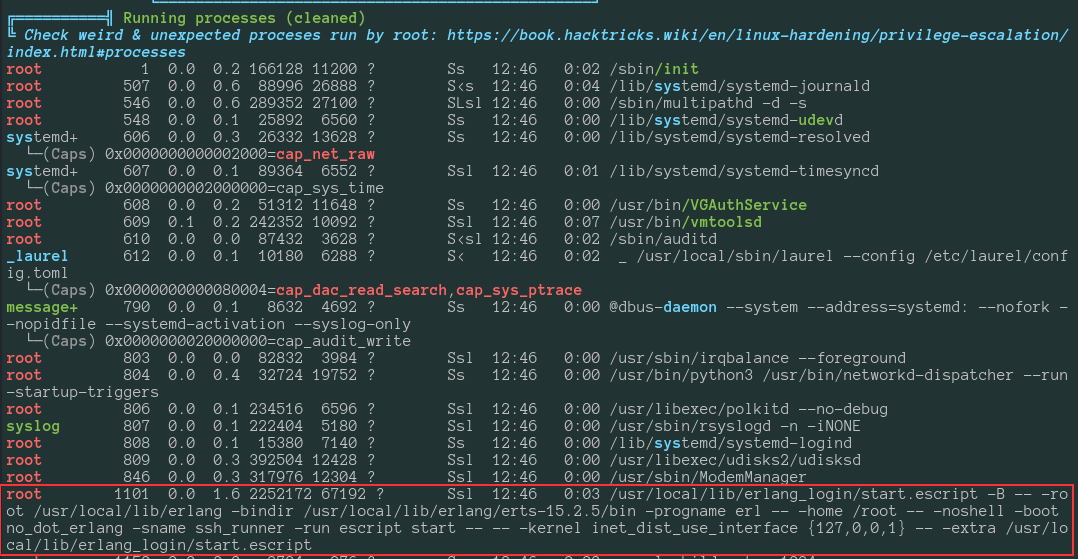 Running processes (cleaned)
Check weird & unexpected proceses run by root: https://book.hacktricks.wiki/en/linux-hardening/privilege-escalation/
index.html#processes
root 1 0.0 0.2 166128 11200 ? Ss 12:46 0:02 /sbin/init
root 507 0.0 0.6 88996 26888 ? S<s 12:46 0:04 /lib/systemd/systemd-journald
root 546 0.0 0.6 289352 27100 ? SLsl 12:46 0:00 /sbin/multipathd -d -s
root 548 0.0 0.1 25892 6560 ? Ss 12:46 0:00 /lib/systemd/systemd-udevd
systemd+ 606 0.0 0.3 26332 13628 ? Ss 12:46 0:00 /lib/systemd/systemd-resolved
└─(Caps) 0x0000000000002000=cap_net_raw
systemd+ 607 0.0 0.1 89364 6552 ? Ssl 12:46 0:01 /lib/systemd/systemd-timesyncd
└─(Caps) 0x0000000002000000=cap_sys_time
root 608 0.0 0.2 51312 11648 ? Ss 12:46 0:00 /usr/bin/VGAuthService
root 609 0.1 0.2 242352 10092 ? Ssl 12:46 0:07 /usr/bin/vmtoolsd
root 610 0.0 0.0 87432 3628 ? S<sl 12:46 0:02 /sbin/auditd
_laurel 612 0.0 0.1 10180 6288 ? S< 12:46 0:02 _ /usr/local/sbin/laurel --config /etc/laurel/conf
ig.toml
└─(Caps) 0x0000000000080004=cap_dac_read_search,cap_sys_ptrace
message+ 790 0.0 0.1 8632 4692 ? Ss 12:46 0:00 @dbus-daemon --system --address=systemd: --nofork -
-nopidfile --systemd-activation --syslog-only
└─(Caps) 0x0000000020000000=cap_audit_write
root 803 0.0 0.0 82832 3984 ? Ssl 12:46 0:00 /usr/sbin/irqbalance --foreground
root 804 0.0 0.4 32724 19752 ? Ss 12:46 0:00 /usr/bin/python3 /usr/bin/networkd-dispatcher --run
-startup-triggers
root 806 0.0 0.1 234516 6596 ? Ssl 12:46 0:00 /usr/libexec/polkitd --no-debug
syslog 807 0.0 0.1 222404 5180 ? Ssl 12:46 0:00 /usr/sbin/rsyslogd -n -iNONE
root 808 0.0 0.1 15380 7140 ? Ss 12:46 0:00 /lib/systemd/systemd-logind
root 809 0.0 0.3 392504 12428 ? Ssl 12:46 0:00 /usr/libexec/udisks2/udisksd
root 846 0.0 0.3 317976 12304 ? Ssl 12:46 0:00 /usr/sbin/ModemManager
root 1101 0.0 1.6 2252172 67192 ? Ssl 12:46 0:03 /usr/local/lib/erlang_login/start.escript -B -- -ro
ot /usr/local/lib/erlang -bindir /usr/local/lib/erlang/erts-15.2.5/bin -progname erl -- -home /root -- -noshell -boot
no_dot_erlang -sname ssh_runner -run escript start -- -- -kernel inet_dist_use_interface {127,0,0,1} -- -extra /usr/lo
cal/lib/erlang_login/start.escript